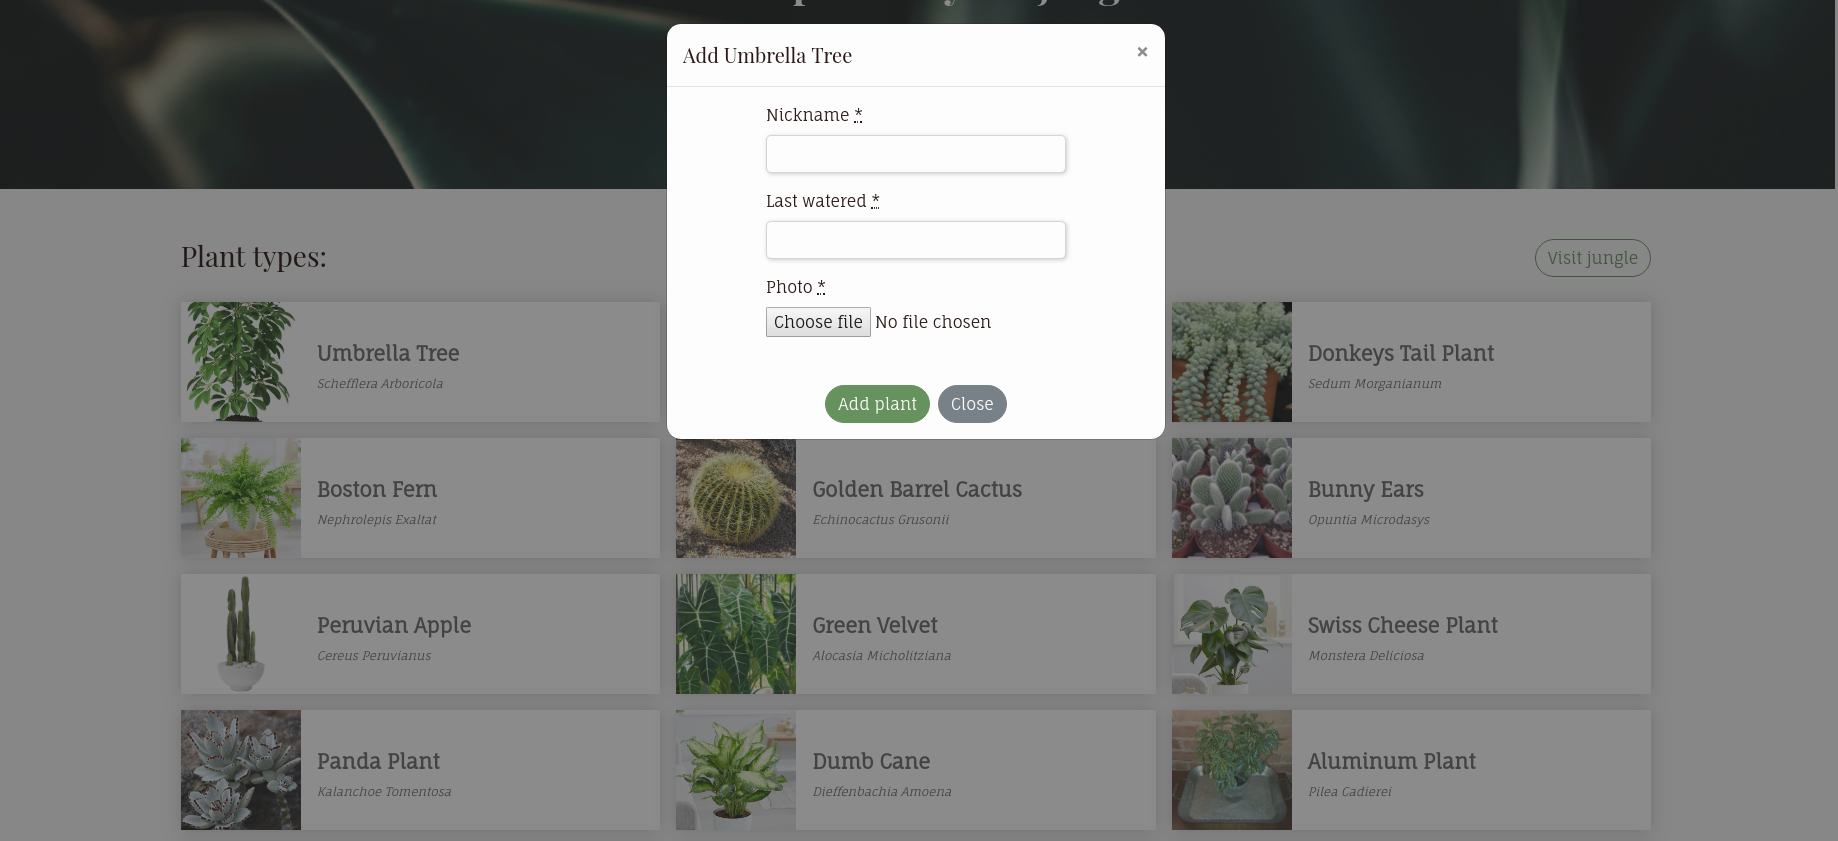 Add Umbrella Tree
×
Nickname *
Last watered *
Photo *
Choose file No file chosen
Add plant
Close
Plant types:
Visit jungle
Umbrella Tree
Schefflera Arboricola
Donkeys Tail Plant
Sedum Morganianum
Boston Fern
Nephrolepis Exaltat
Golden Barrel Cactus
Echinocactus Grusonii
Bunny Ears
Opuntia Microdasys
Peruvian Apple
Cereus Peruvianus
Green Velvet
Alocasia Micholitziana
Swiss Cheese Plant
Monstera Deliciosa
Panda Plant
Kalanchoe Tomentosa
Dumb Cane
Dieffenbachia Amoena
Aluminum Plant
Pilea Cadierei